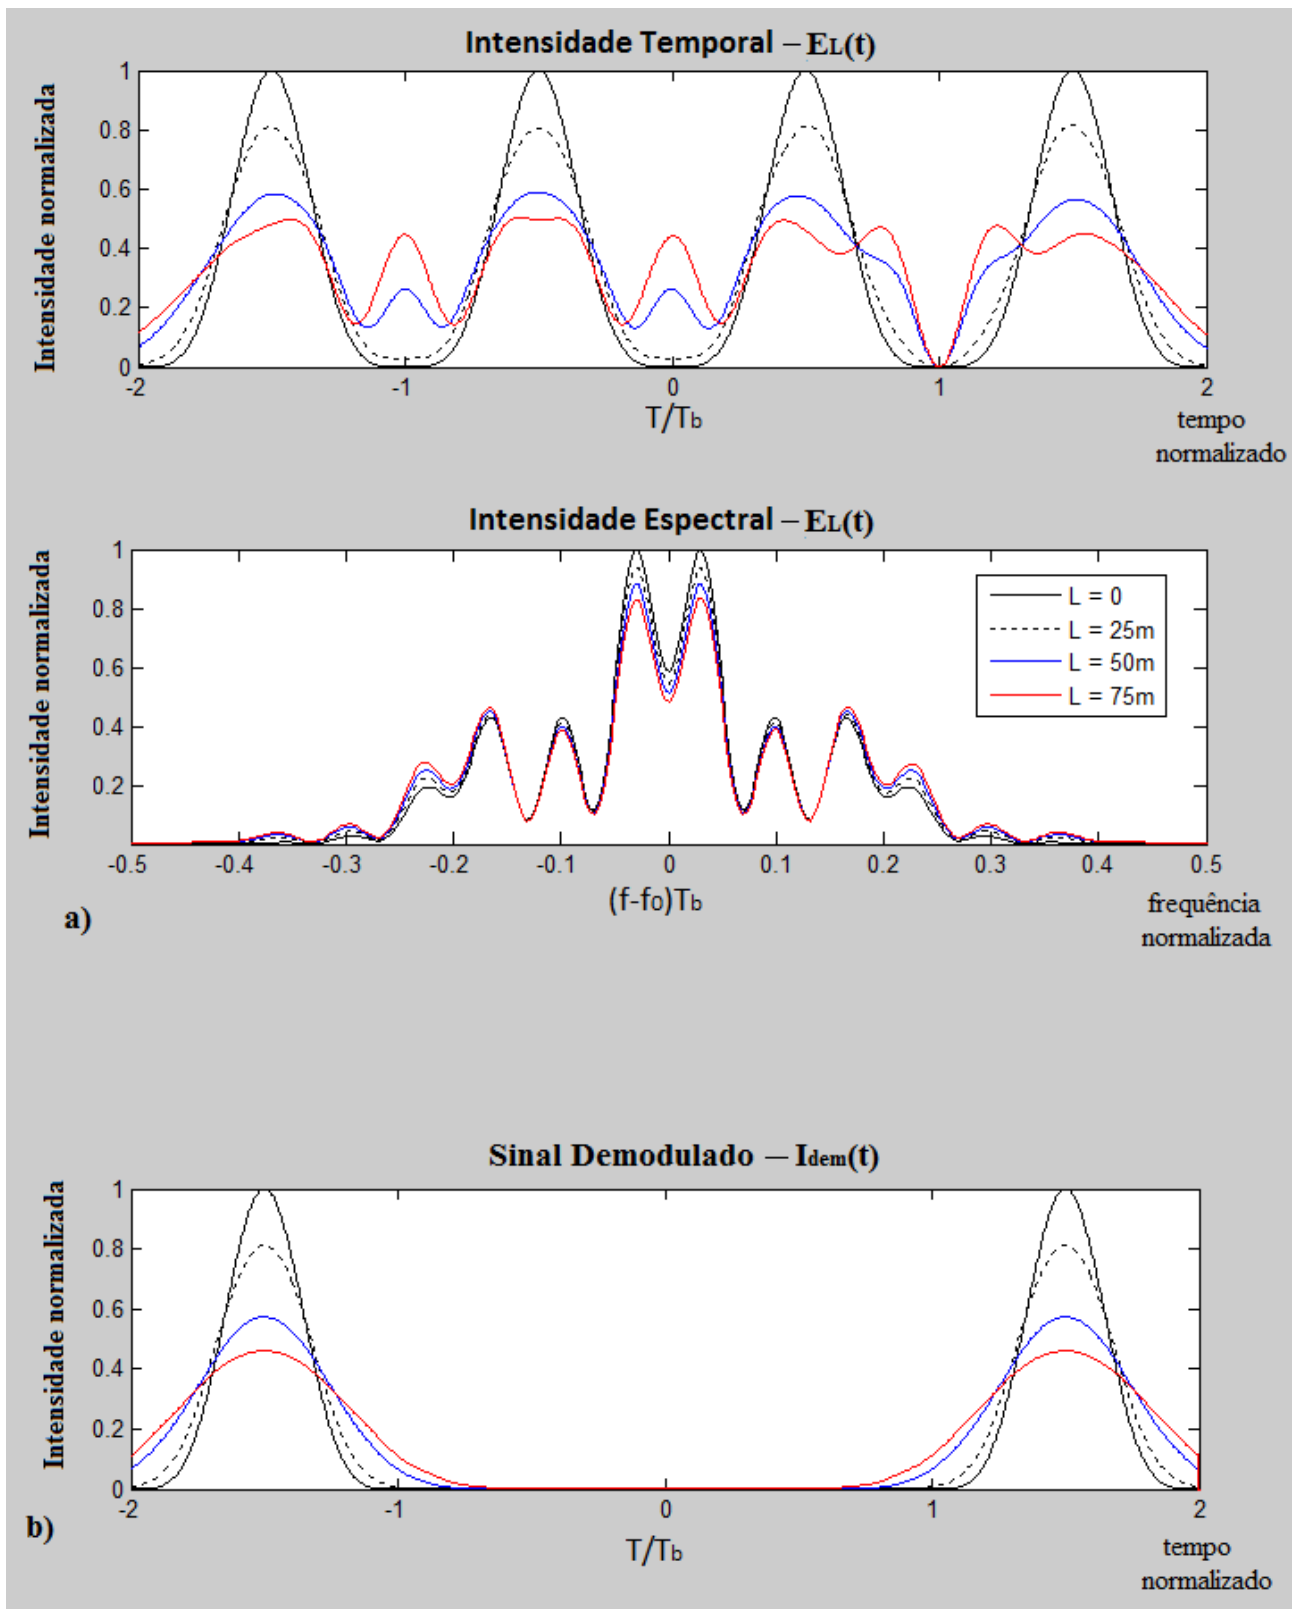 Intensidade Temporal – EL(t)
Intensidade normalizada
1
0.8
0.6
0.4
0.2
0
-2 -1 0 1 2
T/Tb
tempo
normalizado
Intensidade Espectral – EL(t)
Intensidade normalizada
1
0.8
0.6
0.4
0.2
L = 0
L = 25m
L = 50m
L = 75m
-0.5 -0.4 -0.3 -0.2 -0.1 0 0.1 0.2 0.3 0.4 0.5
(f-f0)Tb
frequência
normalizada
a)
Sinal Demodulado – Idem(t)
Intensidade normalizada
1
0.8
0.6
0.4
0.2
0
-2 -1 0 1 2
b)
T/Tb
tempo
normalizado